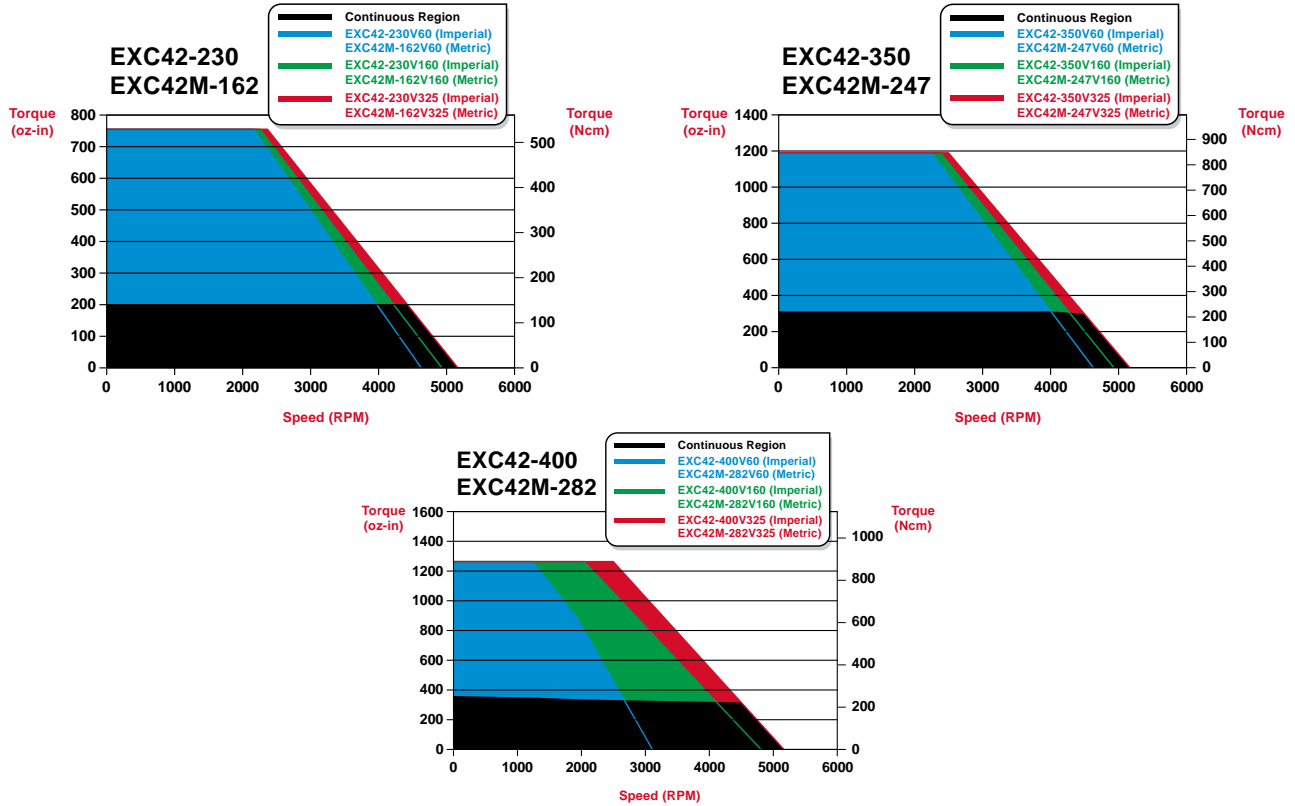 EXC42-230
EXC42M-162
Continuous Region
EXC42-230V60 (Imperial)
EXC42M-162V60 (Metric)
EXC42-230V160 (Imperial)
EXC42M-162V160 (Metric)
EXC42-230V325 (Imperial)
EXC42M-162V325 (Metric)
Torque
(oz-in)
Torque
(Ncm)
800
700
600
500
400
300
200
100
0
500
400
300
200
100
0
0 1000 2000 3000 4000 5000 6000
Speed (RPM)
EXC42-350
EXC42M-247
Continuous Region
EXC42-350V60 (Imperial)
EXC42M-247V60 (Metric)
EXC42-350V160 (Imperial)
EXC42M-247V160 (Metric)
EXC42-350V325 (Imperial)
EXC42M-247V325 (Metric)
Torque
(oz-in)
Torque
(Ncm)
1400
1200
1000
800
600
400
200
0
900
800
700
600
500
400
300
200
100
0
0 1000 2000 3000 4000 5000 6000
Speed (RPM)
EXC42-400
EXC42M-282
Continuous Region
EXC42-400V60 (Imperial)
EXC42M-282V60 (Metric)
EXC42-400V160 (Imperial)
EXC42M-282V160 (Metric)
EXC42-400V325 (Imperial)
EXC42M-282V325 (Metric)
Torque
(oz-in)
Torque
(Ncm)
1600
1400
1200
1000
800
600
400
200
0
1000
800
600
400
200
0
0 1000 2000 3000 4000 5000 6000
Speed (RPM)